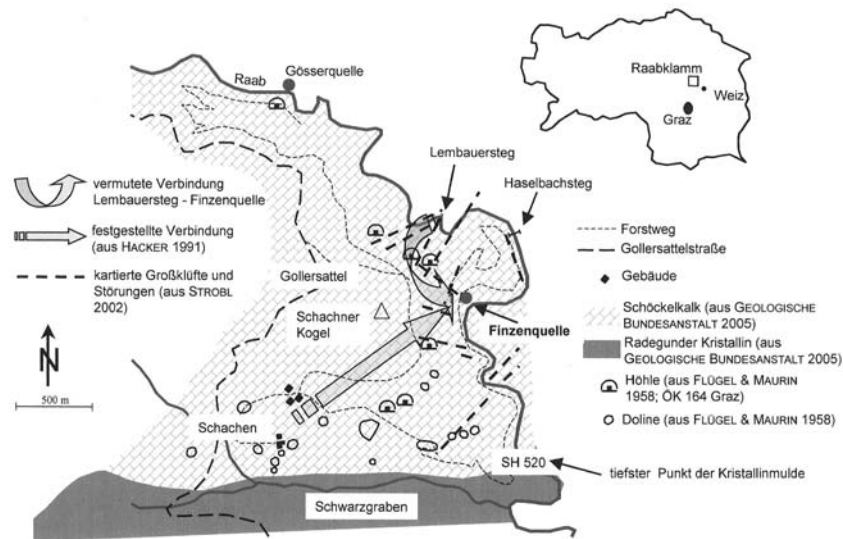 Raab
Gösserquelle
Raabklamm
Weiz
Graz
Lembauersteg
Haselbachsteg
vermutete Verbindung
Lembauersteg - Finzenquelle
festgestellte Verbindung
(aus HACKER 1991)
kartierte Großklüfte und
Störungen (aus STROBL
2002)
N
500 m
Gollersattel
Schachner
Kogel
Finzenquelle
Schachen
SH 520
Schwarzgraben
Forstweg
Gollersattelstraße
Gebäude
Schöckelkalk (aus GEOLOGISCHE
BUNDESANSTALT 2005)
Radegunder Kristallin (aus
GEOLOGISCHE BUNDESANSTALT 2005)
Höhle (aus FLÜGEL & MAURIN
1958; ÖK 164 Graz)
Doline (aus FLÜGEL & MAURIN 1958)
tiefster Punkt der Kristallinmulde